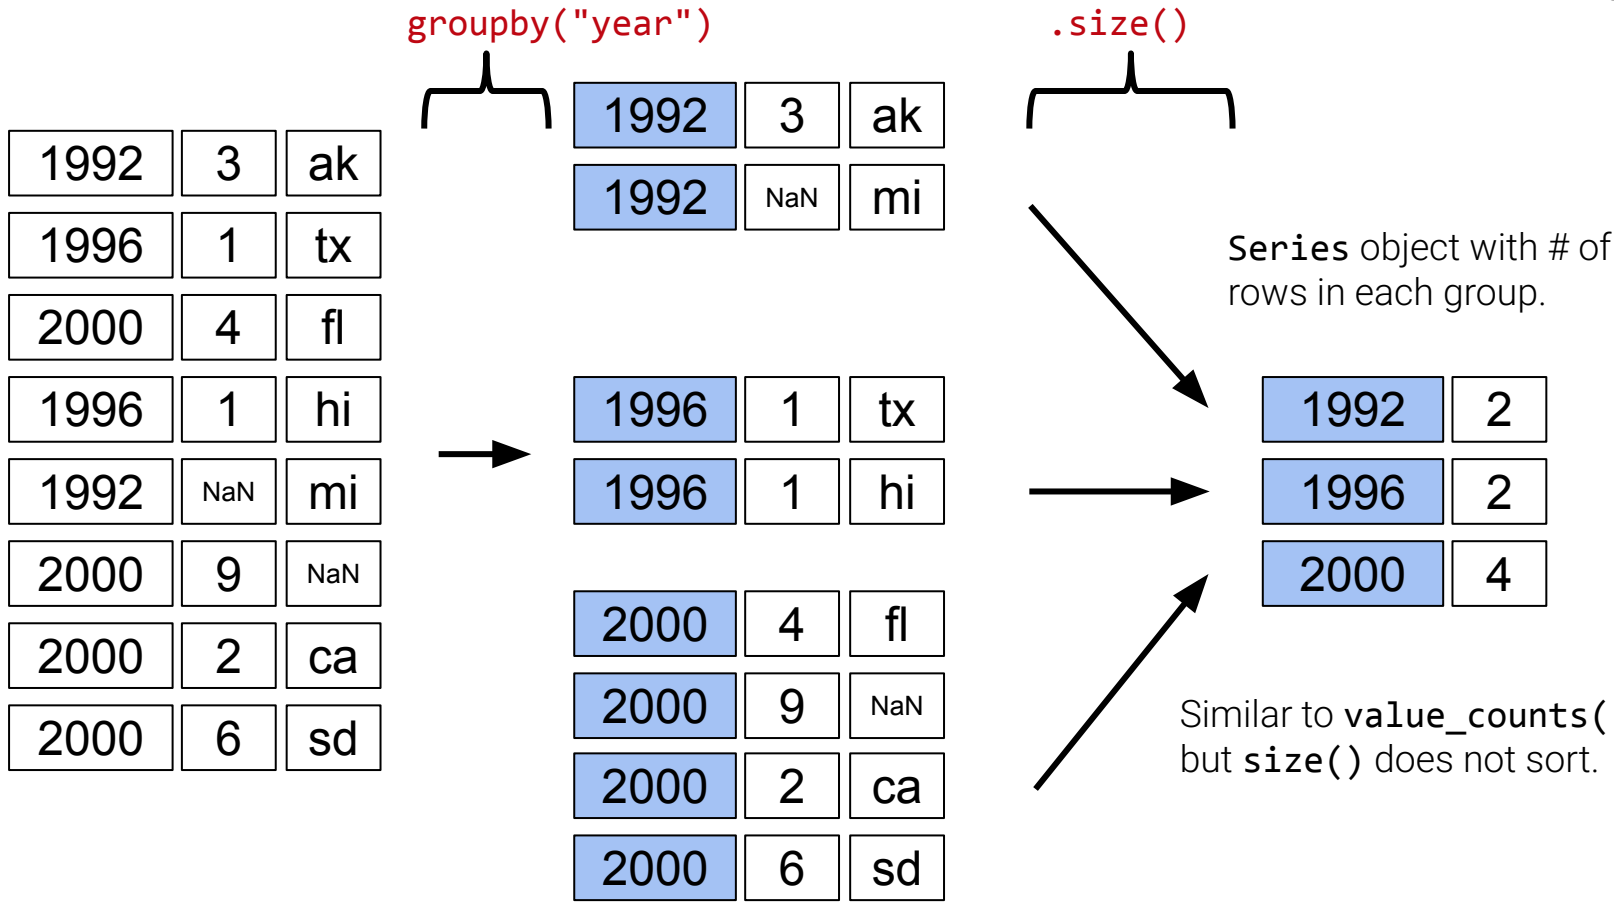 groupby("year")
.size()
1992 3 ak
1996 1 tx
2000 4 fl
1996 1 hi
1992 NaN mi
2000 9 NaN
2000 2 ca
2000 6 sd
1992 3 ak
1992 NaN mi
1996 1 tx
1996 1 hi
2000 4 fl
2000 9 NaN
2000 2 ca
2000 6 sd
Series object with # of
rows in each group.
1992 2
1996 2
2000 4
Similar to value_counts(
but size() does not sort.